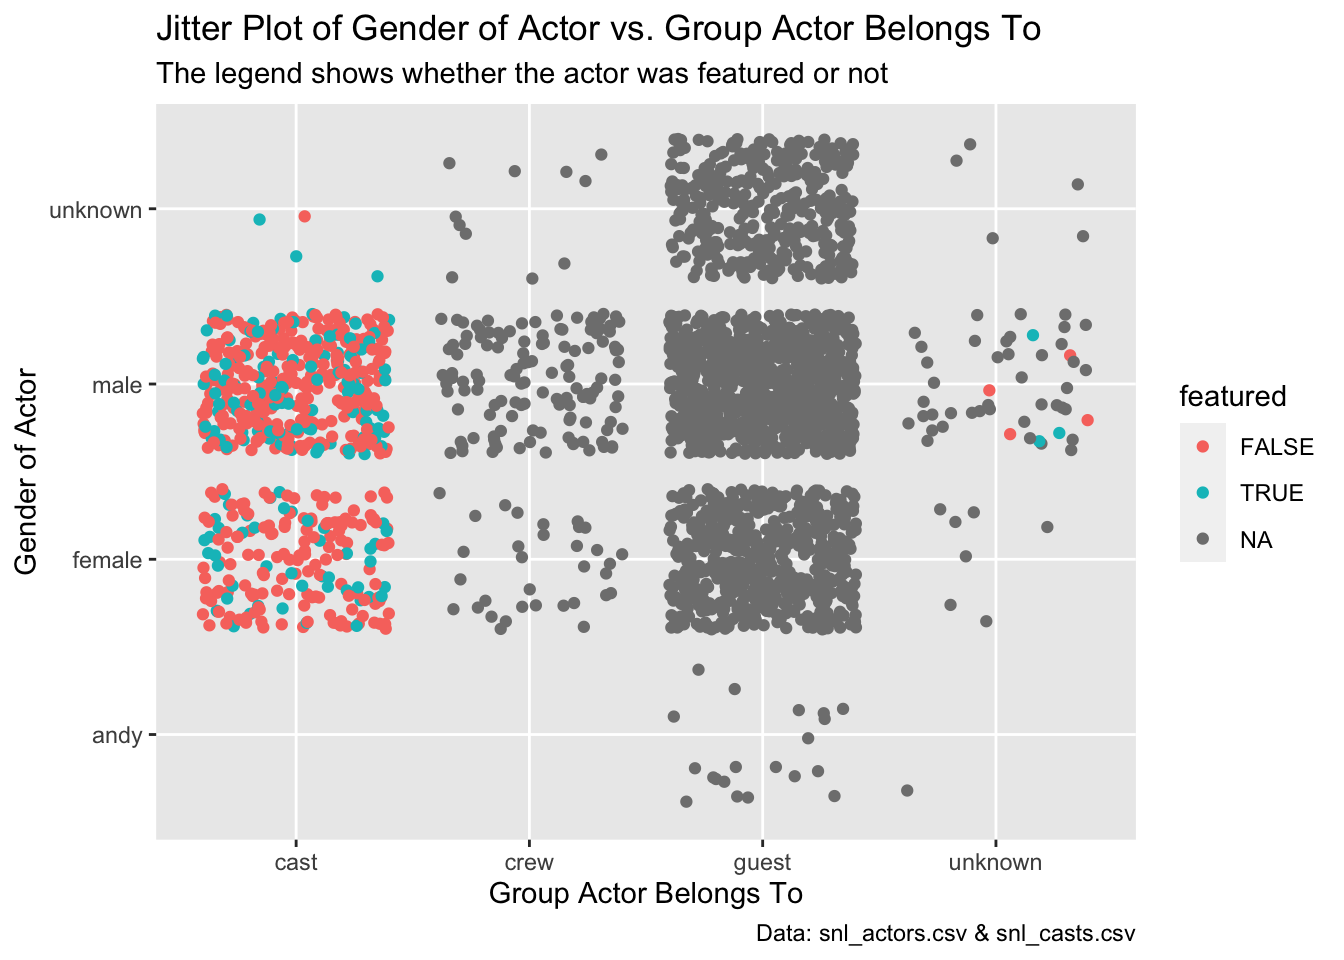 Jitter Plot of Gender of Actor vs. Group Actor Belongs To
The legend shows whether the actor was featured or not
Gender of Actor
unknown
male
female
andy
cast crew guest unknown
Group Actor Belongs To
featured
FALSE
TRUE
NA
Data: snl_actors.csv & snl_casts.csv